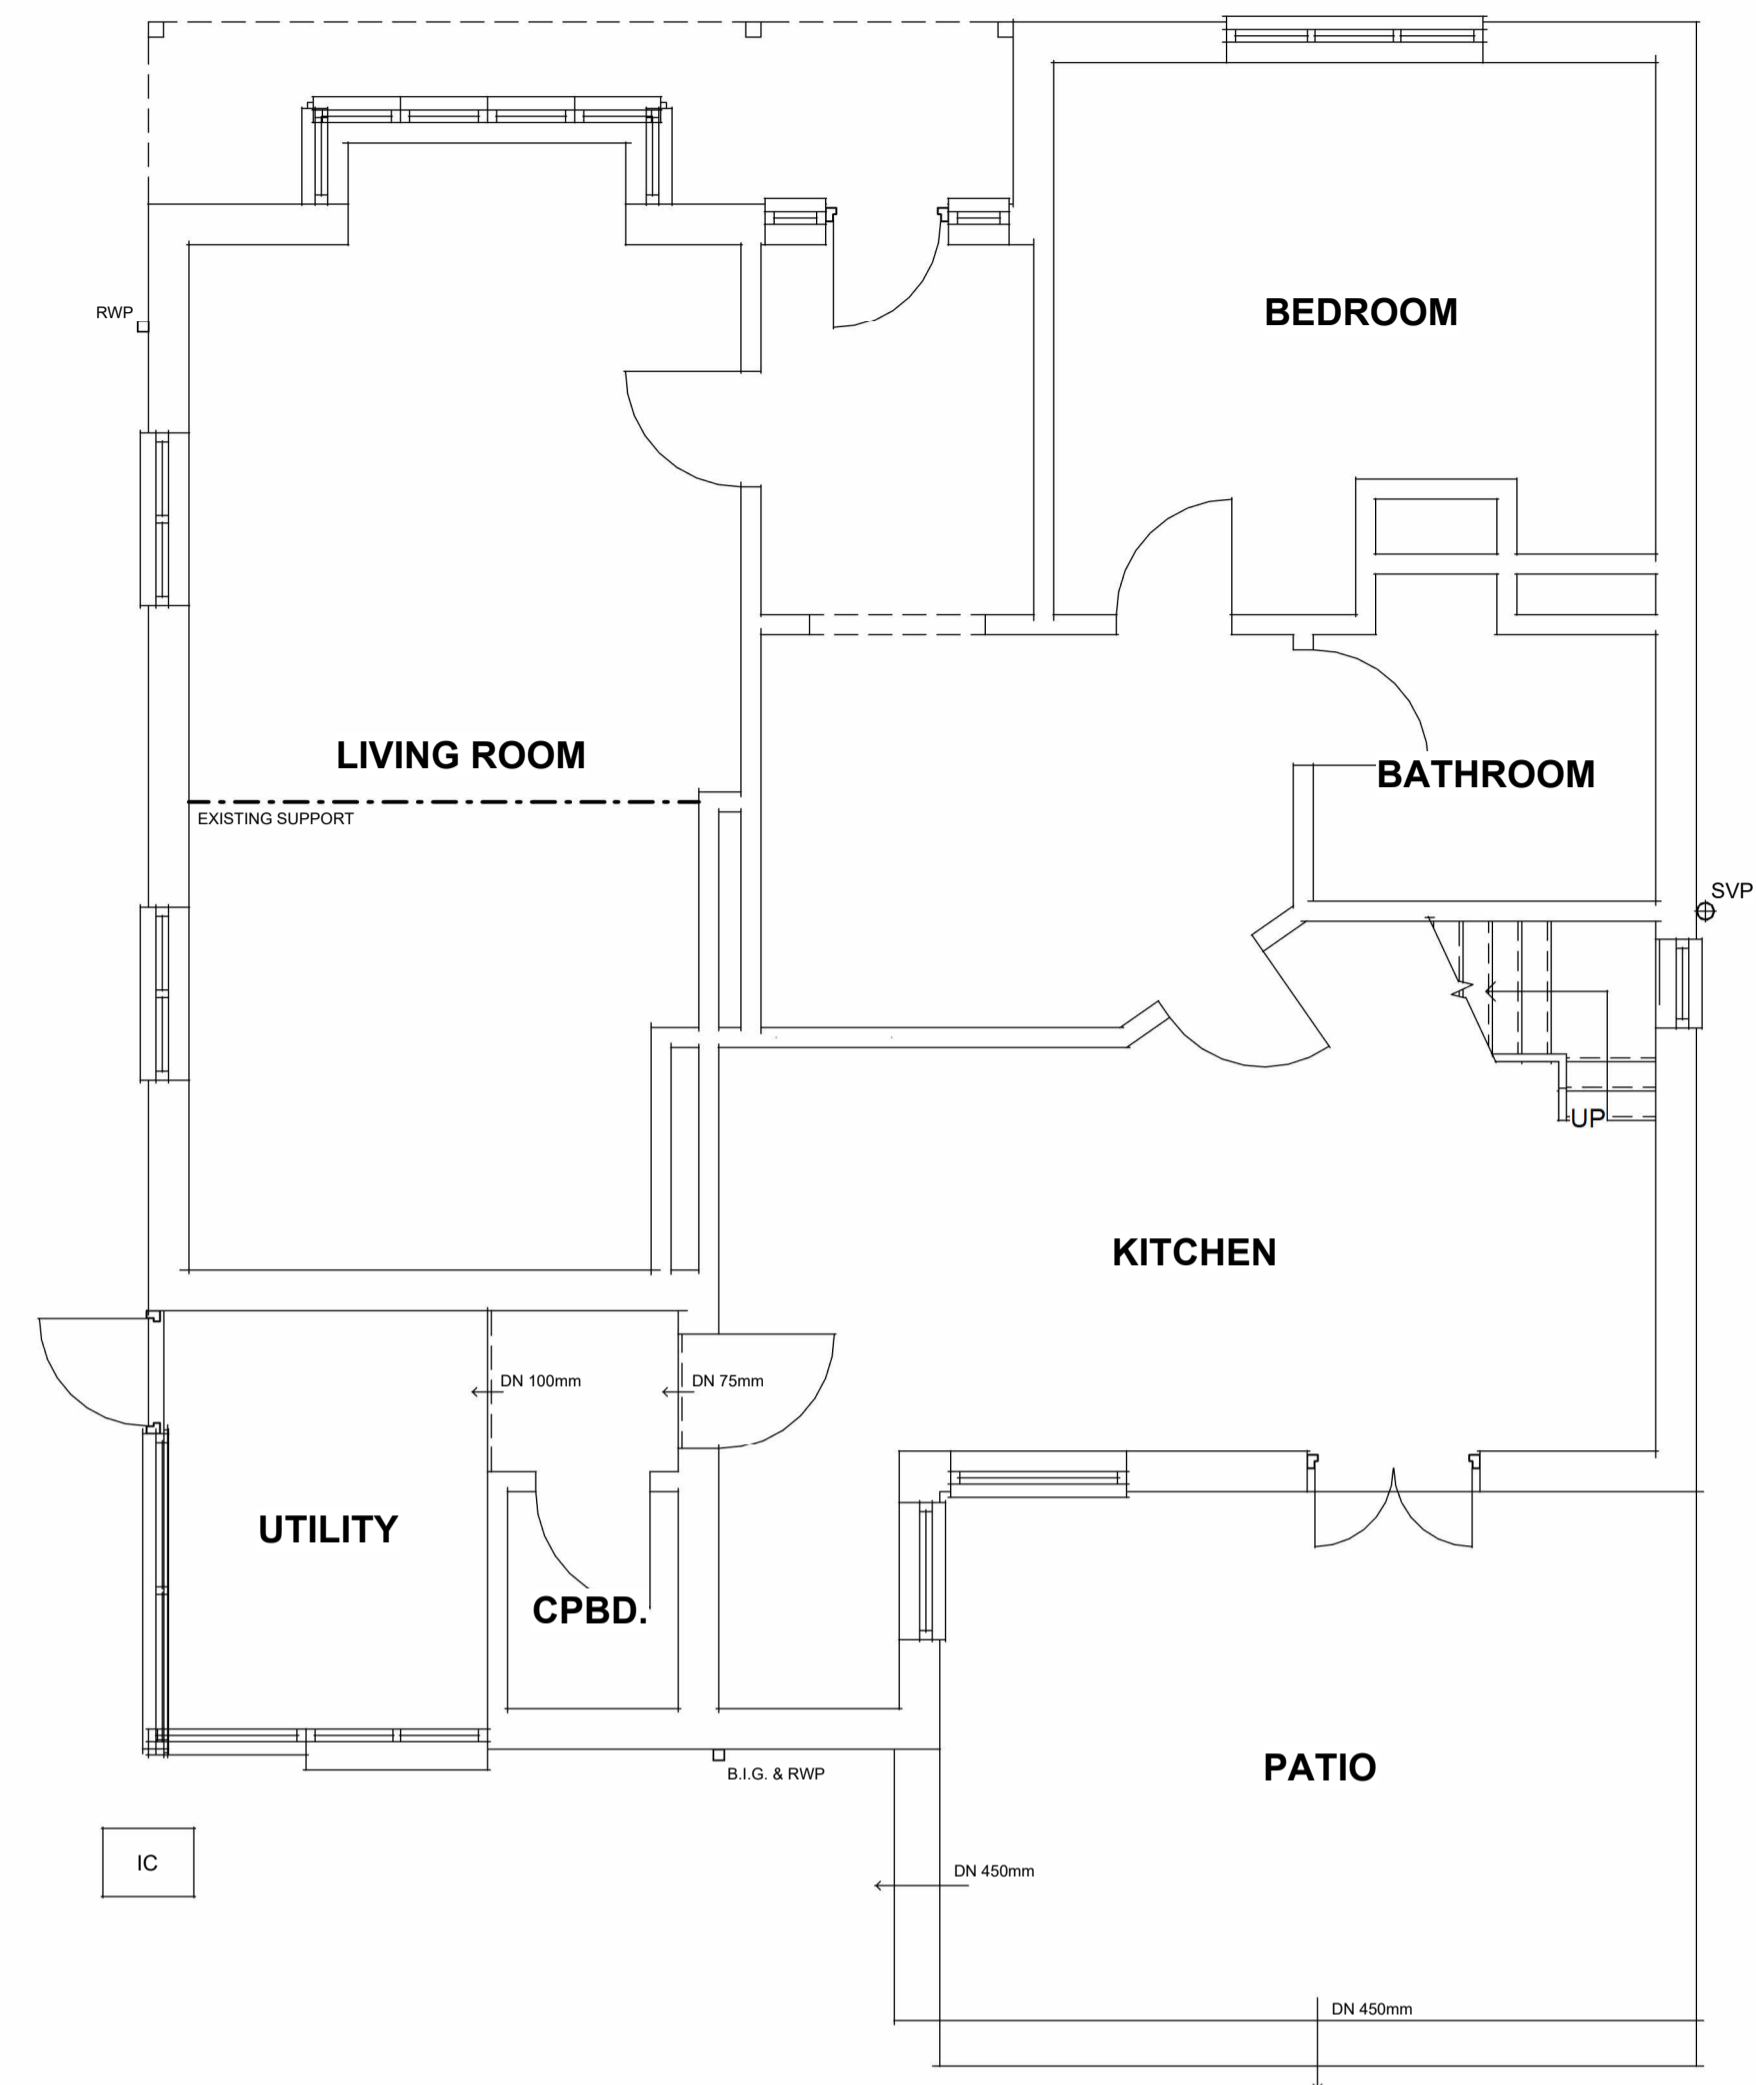 RWP
BEDROOM
LIVING ROOM
EXISTING SUPPORT
BATHROOM
SVP
UP
KITCHEN
DN 100mm
DN 75mm
UTILITY
CPBD.
PATIO
B.I.G. & RWP
IC
DN 450mm
DN 450mm